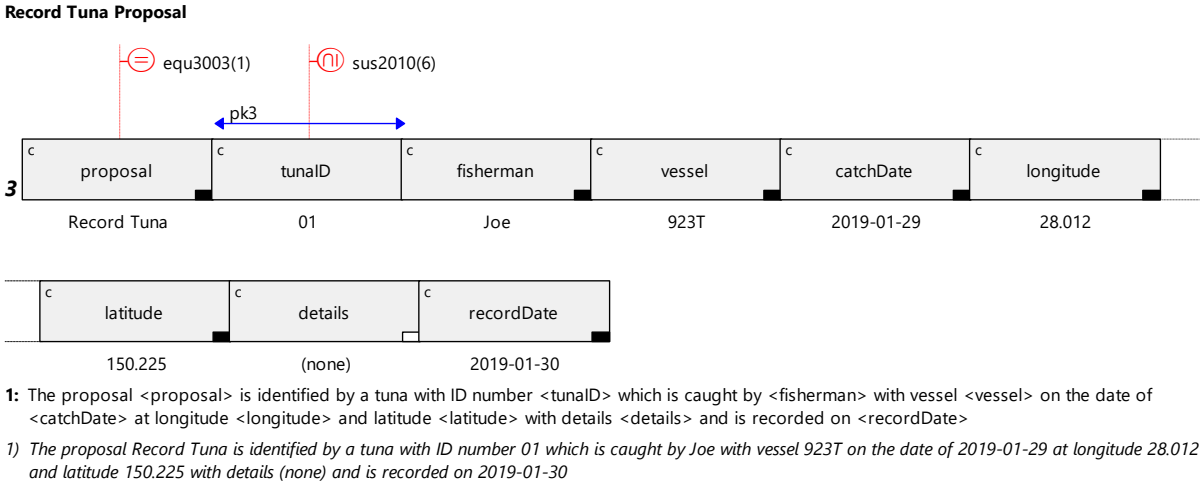 Record Tuna Proposal
equ3003(1)
sus2010(6)
pk3
c c c c c c
proposal tunaID fisherman vessel catchDate longitude
3
Record Tuna 01 Joe 923T 2019-01-29 28.012
c c c
latitude details recordDate
150.225 (none) 2019-01-30
1: The proposal <proposal> is identified by a tuna with ID number <tunaID> which is caught by <fisherman> with vessel <vessel> on the date of
<catchDate> at longitude <longitude> and latitude <latitude> with details <details> and is recorded on <recordDate>
1) The proposal Record Tuna is identified by a tuna with ID number 01 which is caught by Joe with vessel 923T on the date of 2019-01-29 at longitude 28.012
and latitude 150.225 with details (none) and is recorded on 2019-01-30